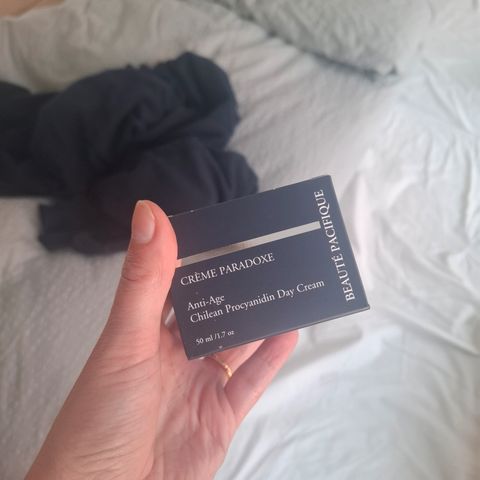 CRÈME PARADOXE
Anti-Age
Chilean Procyanidin Day Cream
50 ml /1.7 oz
BEAUTÉ PACIFIQUE